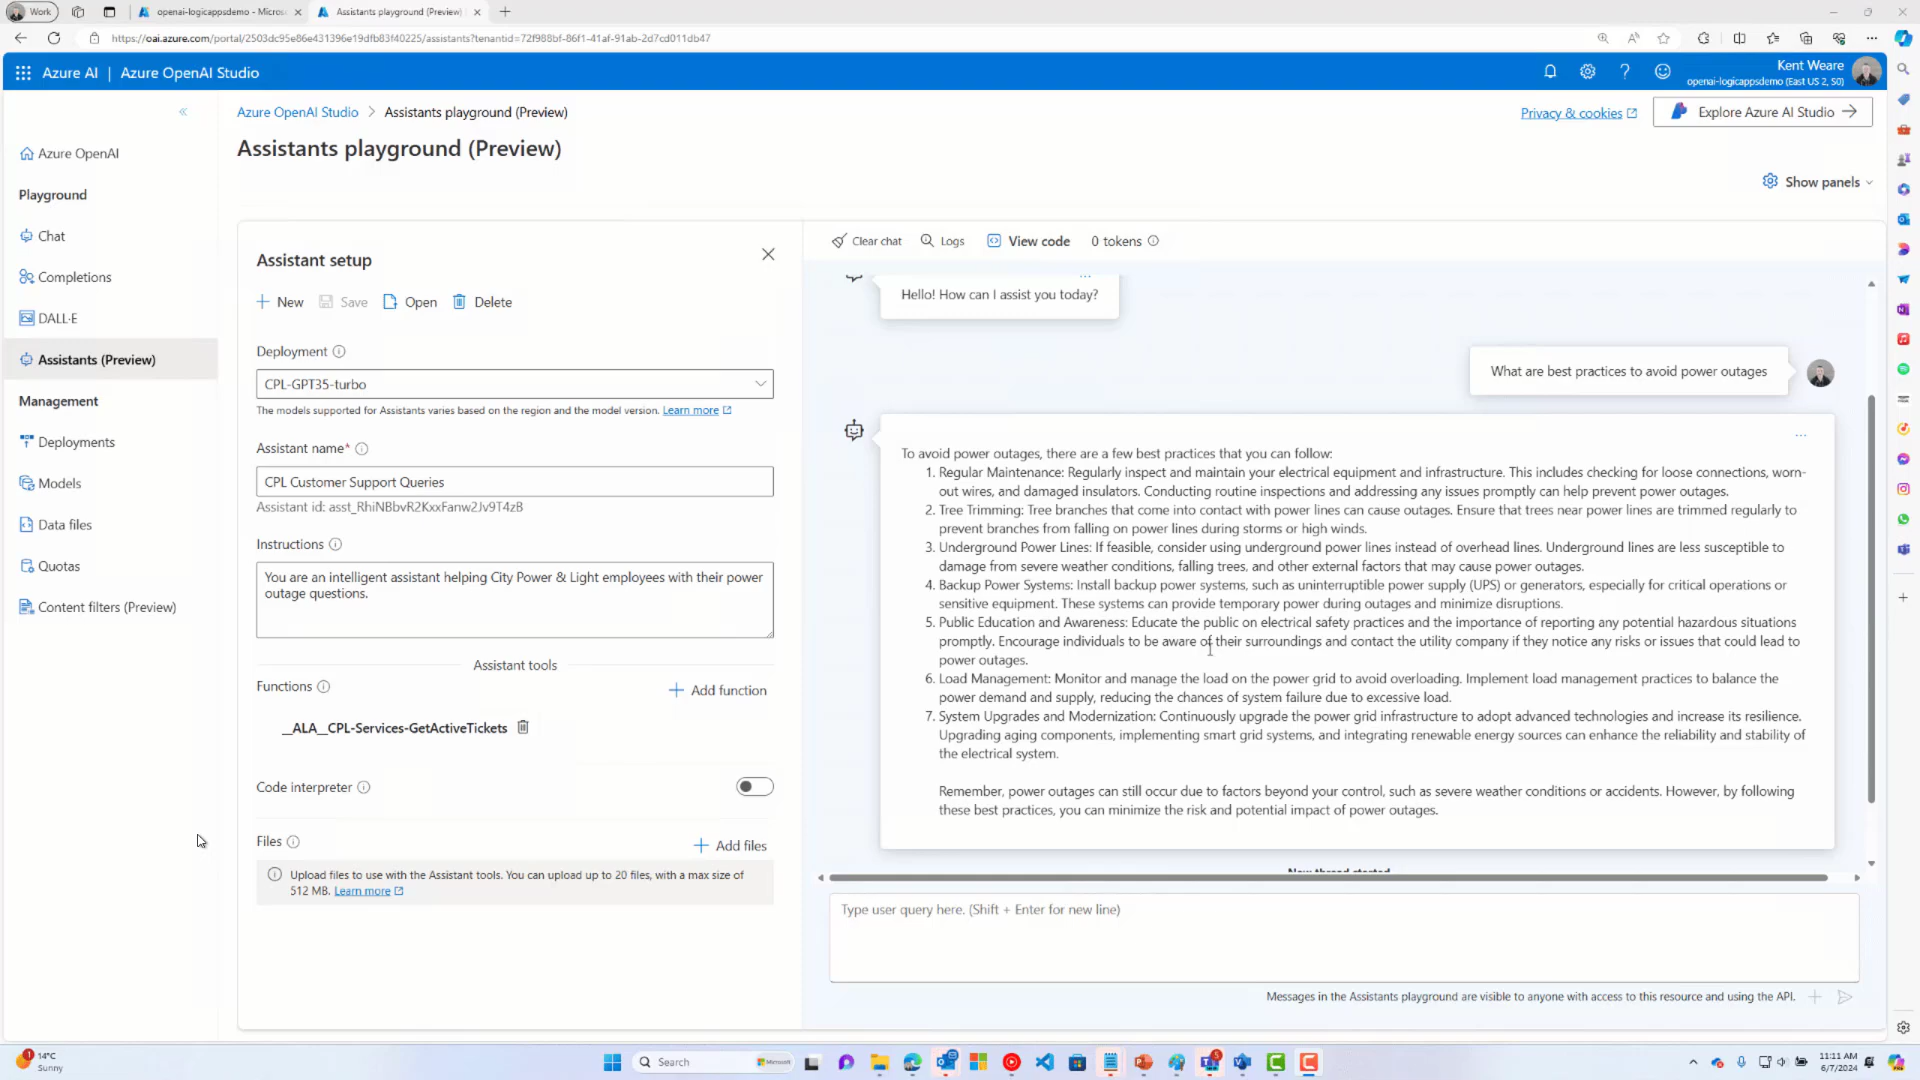 Work
openai-logicappsdemo - Micros
Assistants playground (Preview)
https://oai.azure.com/portal/2503dc95e86e431396e19dfb83f40225/assistants?tenantid=72f988bf-86f1-41af-91ab-2d7cd011db47
Azure AI | Azure OpenAI Studio
Kent Weare
openai-logicappsdemo (East US 2, S0)
Azure OpenAI Studio > Assistants playground (Preview)
Privacy & cookies
Explore Azure AI Studio
Assistants playground (Preview)
Show panels
Azure OpenAI
Playground
Chat
Completions
DALL·E
Assistants (Preview)
Management
Deployments
Models
Data files
Quotas
Content filters (Preview)
Assistant setup
New
Save
Open
Delete
Deployment
CPL-GPT35-turbo
The models supported for Assistants varies based on the region and the model version. Learn more
Assistant name*
CPL Customer Support Queries
Assistant id: asst_RhiNBbvR2KxxFanw2Jv9T4zB
Instructions
You are an intelligent assistant helping City Power & Light employees with their power
outage questions.
Assistant tools
Functions
Add function
__ALA__CPL-Services-GetActiveTickets
Code interpreter
Files
Add files
Upload files to use with the Assistant tools. You can upload up to 20 files, with a max size of
512 MB. Learn more
Clear chat
Logs
View code
0 tokens
Hello! How can I assist you today?
What are best practices to avoid power outages
To avoid power outages, there are a few best practices that you can follow:
1. Regular Maintenance: Regularly inspect and maintain your electrical equipment and infrastructure. This includes checking for loose connections, worn-
out wires, and damaged insulators. Conducting routine inspections and addressing any issues promptly can help prevent power outages.
2. Tree Trimming: Tree branches that come into contact with power lines can cause outages. Ensure that trees near power lines are trimmed regularly to
prevent branches from falling on power lines during storms or high winds.
3. Underground Power Lines: If feasible, consider using underground power lines instead of overhead lines. Underground lines are less susceptible to
damage from severe weather conditions, falling trees, and other external factors that may cause power outages.
4. Backup Power Systems: Install backup power systems, such as uninterruptible power supply (UPS) or generators, especially for critical operations or
sensitive equipment. These systems can provide temporary power during outages and minimize disruptions.
5. Public Education and Awareness: Educate the public on electrical safety practices and the importance of reporting any potential hazardous situations
promptly. Encourage individuals to be aware of their surroundings and contact the utility company if they notice any risks or issues that could lead to
power outages.
6. Load Management: Monitor and manage the load on the power grid to avoid overloading. Implement load management practices to balance the
power demand and supply, reducing the chances of system failure due to excessive load.
7. System Upgrades and Modernization: Continuously upgrade the power grid infrastructure to adopt advanced technologies and increase its resilience.
Upgrading aging components, implementing smart grid systems, and integrating renewable energy sources can enhance the reliability and stability of
the electrical system.
Remember, power outages can still occur due to factors beyond your control, such as severe weather conditions or accidents. However, by following
these best practices, you can minimize the risk and potential impact of power outages.
New thread started
Type user query here. (Shift + Enter for new line)
Messages in the Assistants playground are visible to anyone with access to this resource and using the API.
14°C
Sunny
Search
Microsoft
11:11 AM
6/7/2024